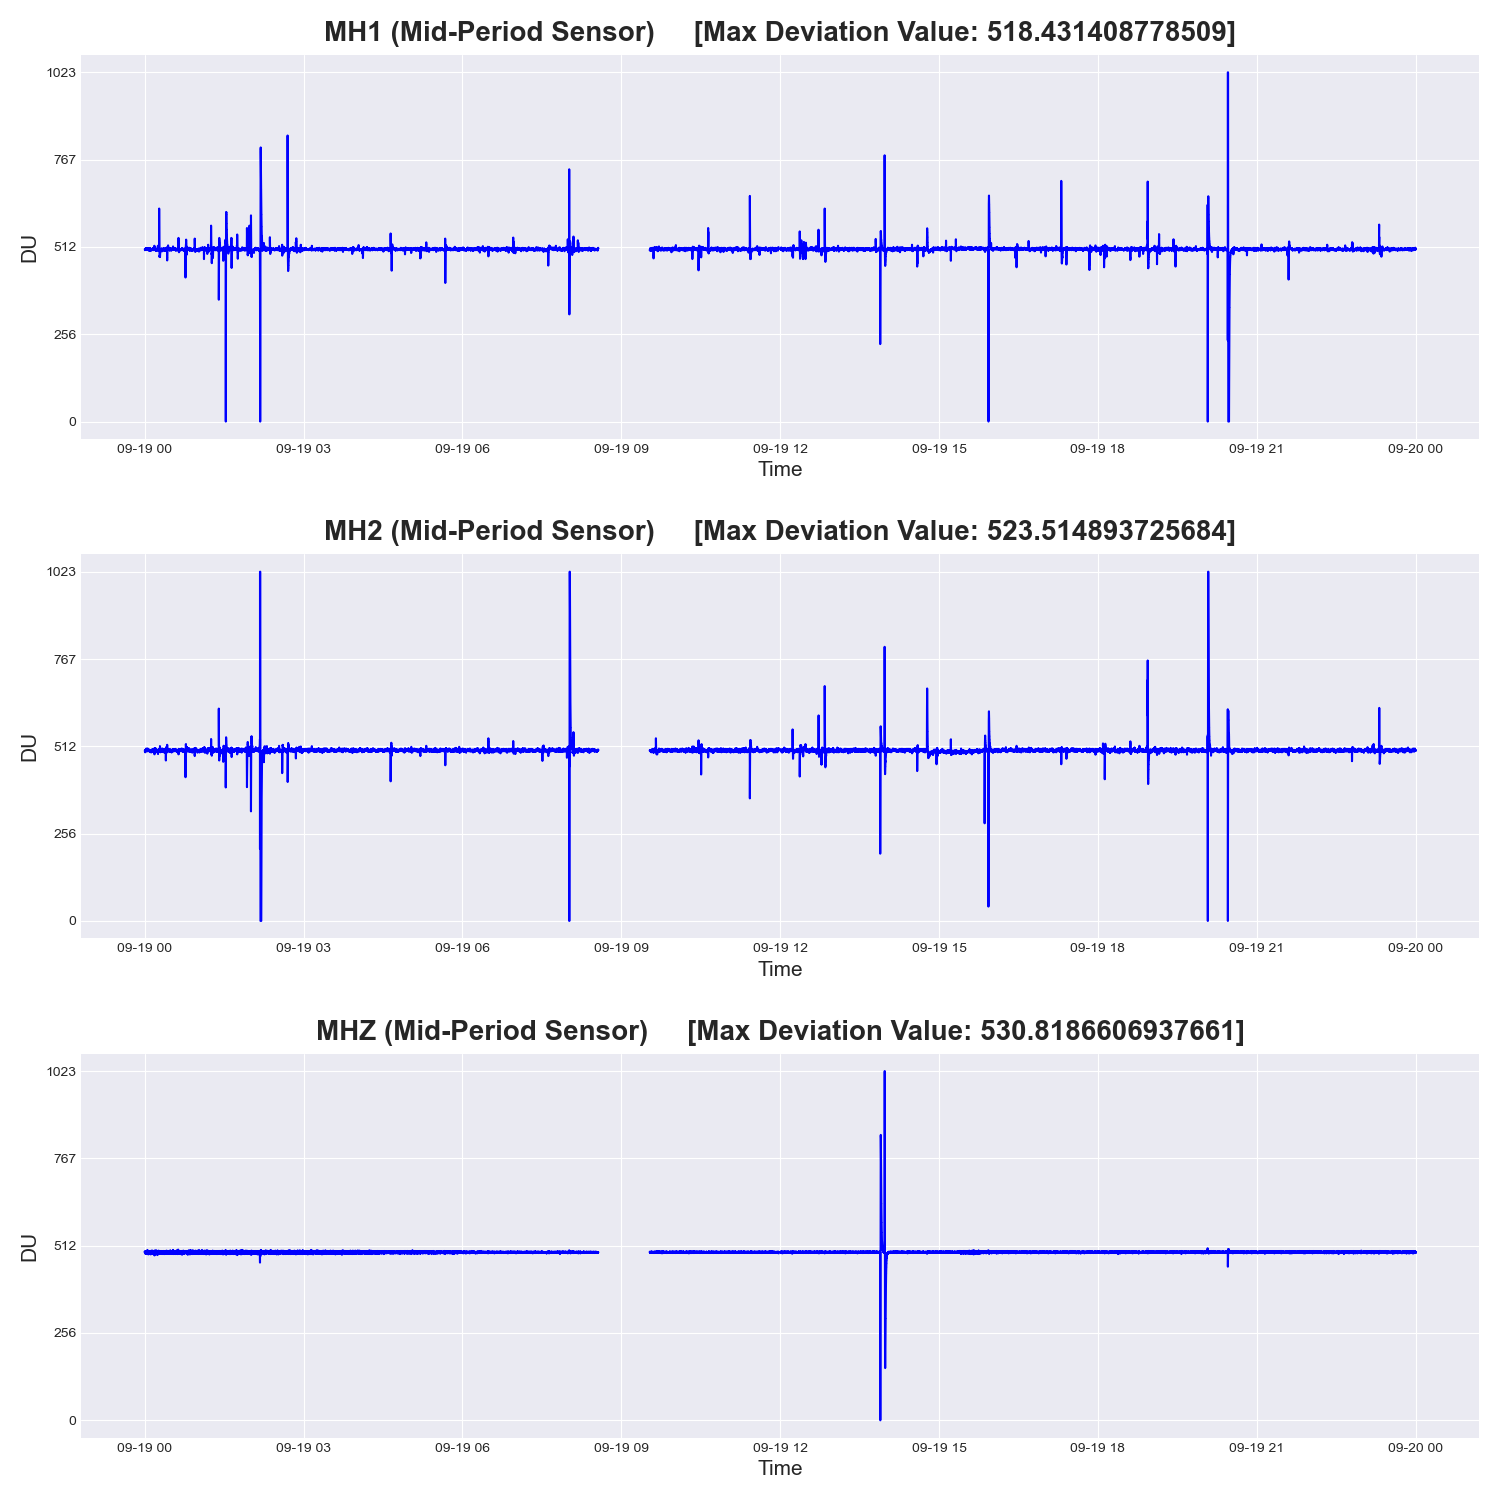 MH1 (Mid-Period Sensor) [Max Deviation Value: 518.431408778509]
1023
767
512
256
0
DU
09-19 00 09-19 03 09-19 06 09-19 09 09-19 12 09-19 15 09-19 18 09-19 21 09-20 00
Time
MH2 (Mid-Period Sensor) [Max Deviation Value: 523.514893725684]
1023
767
512
256
0
DU
09-19 00 09-19 03 09-19 06 09-19 09 09-19 12 09-19 15 09-19 18 09-19 21 09-20 00
Time
MHZ (Mid-Period Sensor) [Max Deviation Value: 530.8186606937661]
1023
767
512
256
0
DU
09-19 00 09-19 03 09-19 06 09-19 09 09-19 12 09-19 15 09-19 18 09-19 21 09-20 00
Time